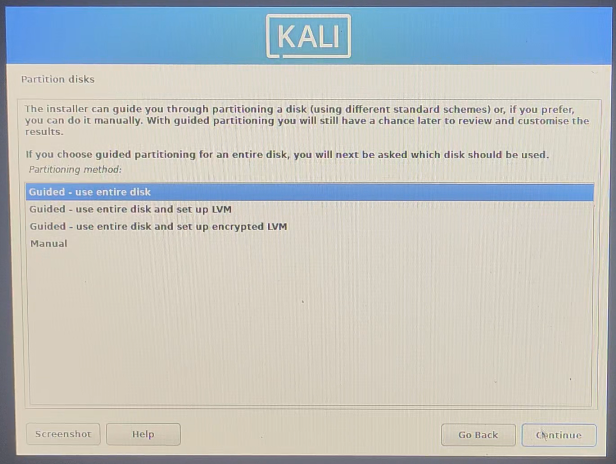 KALI
Partition disks
The installer can guide you through partitioning a disk (using different standard schemes) or, if you prefer,
you can do it manually. With guided partitioning you will still have a chance later to review and customise the
results.
If you choose guided partitioning for an entire disk, you will next be asked which disk should be used.
Partitioning method:
Guided - use entire disk
Guided - use entire disk and set up LVM
Guided - use entire disk and set up encrypted LVM
Manual
Screenshot
Help
Go Back
Continue